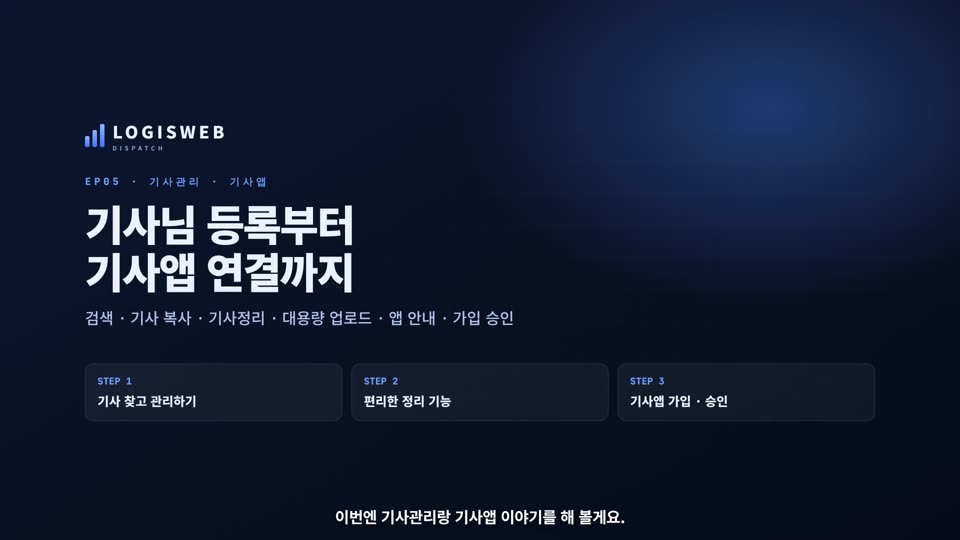 LOGISWEB
DISPATCH
EP05 · 기사관리 · 기사앱
기사님 등록부터
기사앱 연결까지
검색 · 기사 복사 · 기사정리 · 대용량 업로드 · 앱 안내 · 가입 승인
STEP 1
기사 찾고 관리하기
STEP 2
편리한 정리 기능
STEP 3
기사앱 가입 · 승인
이번엔 기사관리랑 기사앱 이야기를 해 볼게요.